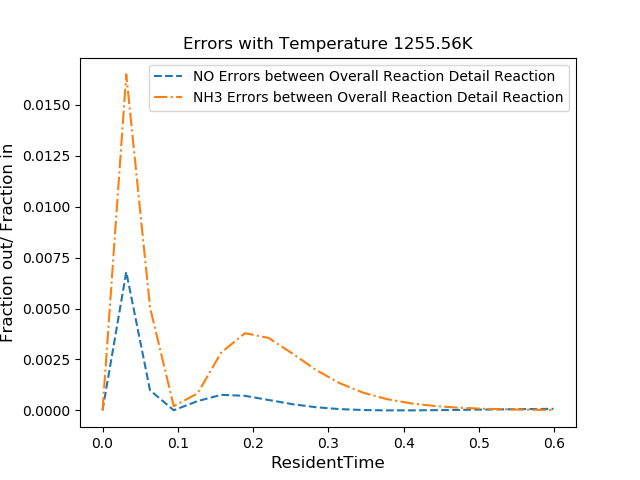 Errors with Temperature 1255.56K
NO Errors between Overall Reaction Detail Reaction
NH3 Errors between Overall Reaction Detail Reaction
Fraction out/ Fraction in
0.0150
0.0125
0.0100
0.0075
0.0050
0.0025
0.0000
0.0 0.1 0.2 0.3 0.4 0.5 0.6
ResidentTime